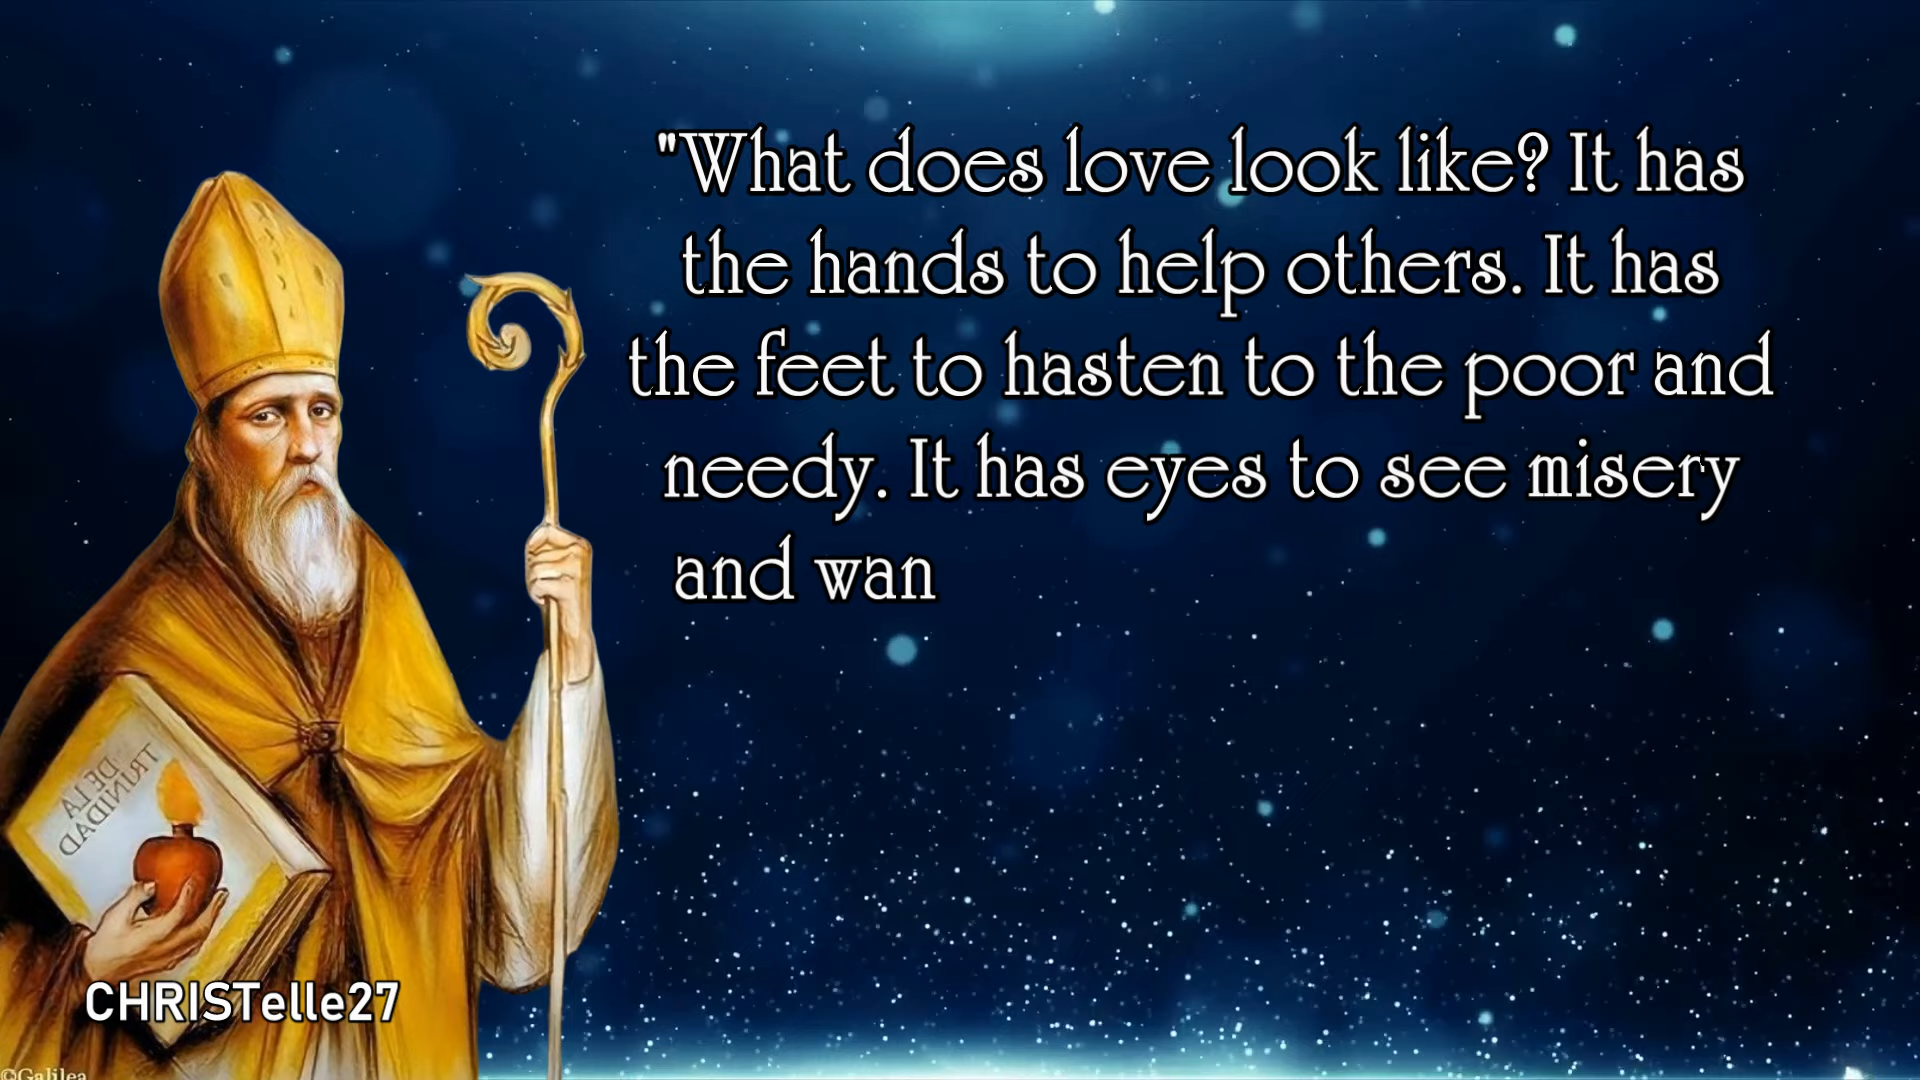 "What does love look like? It has
the hands to help others. It has
the feet to hasten to the poor and
needy. It has eyes to see misery
and wan
DE LA
TRINIDAD
CHRISTelle27
©Galilea